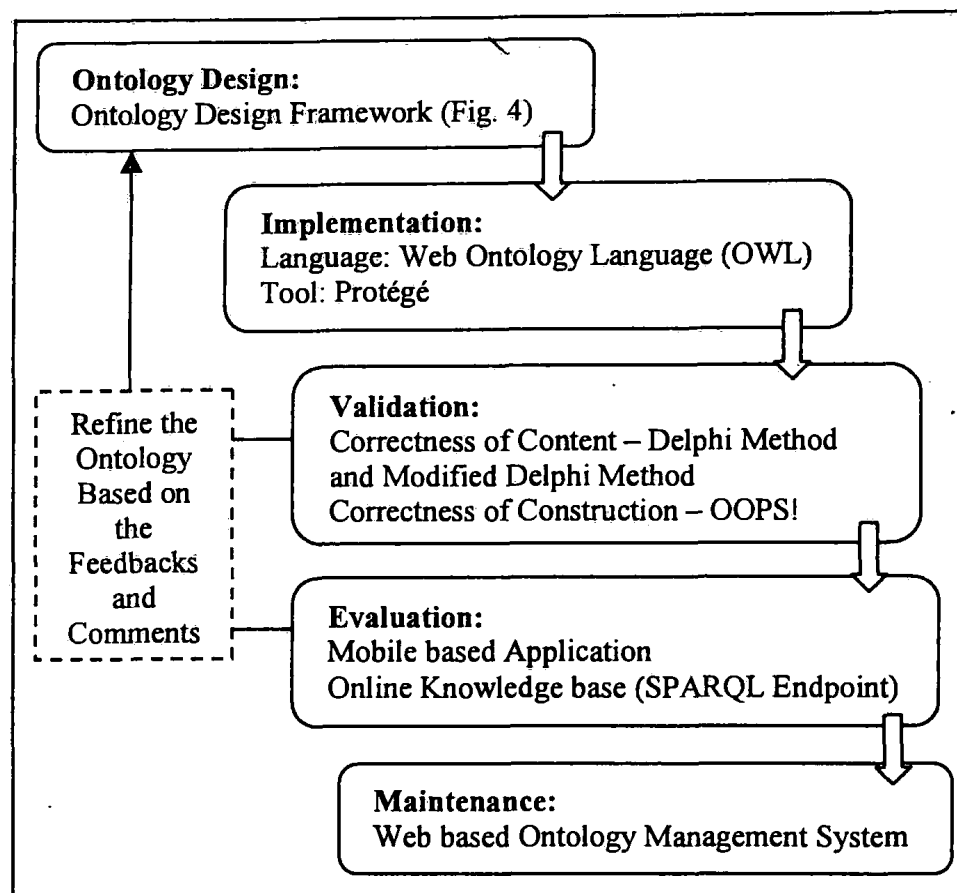 Ontology Design:
Ontology Design Framework (Fig. 4)
Implementation:
Language: Web Ontology Language (OWL)
Tool: Protégé
Validation:
Correctness of Content – Delphi Method
and Modified Delphi Method
Correctness of Construction – OOPS!
Refine the
Ontology
Based on
the
Feedbacks
and
Comments
Evaluation:
Mobile based Application
Online Knowledge base (SPARQL Endpoint)
Maintenance:
Web based Ontology Management System